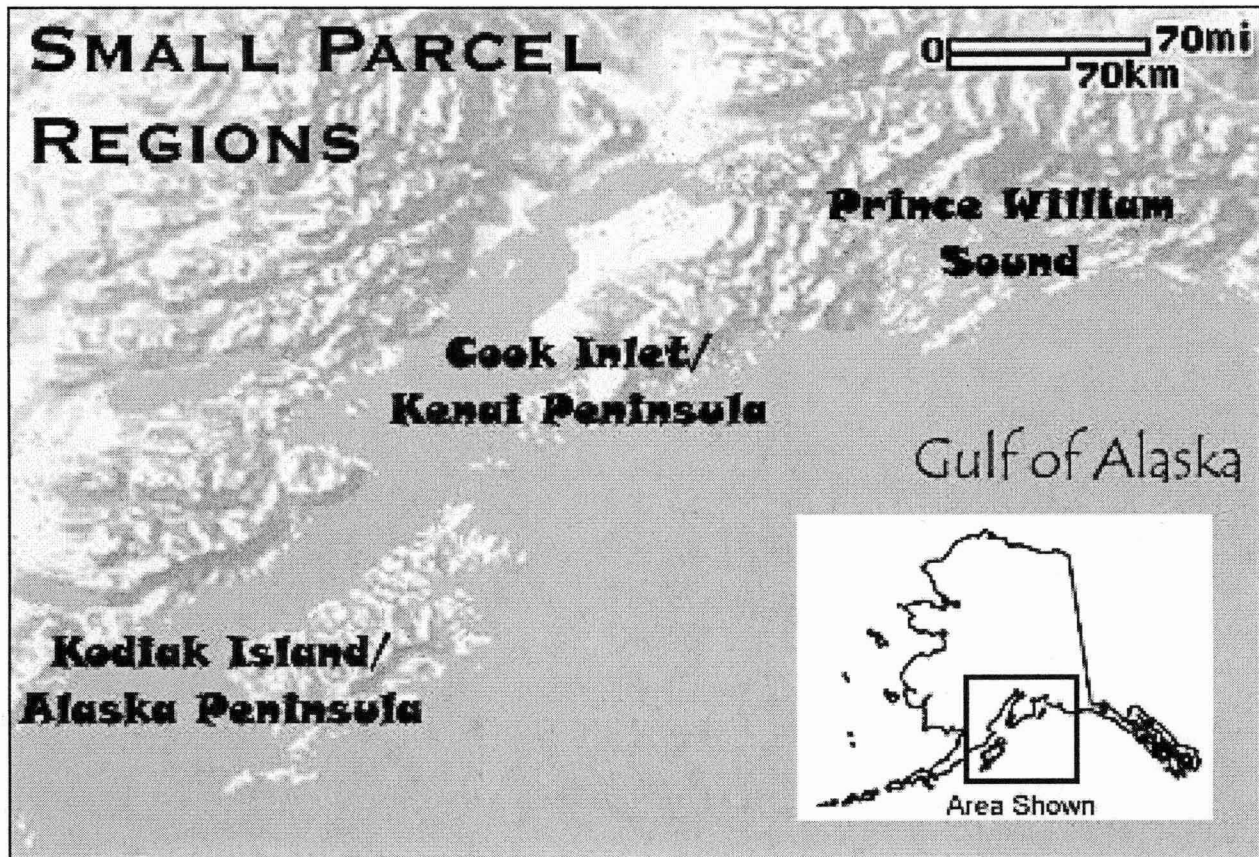 SMALL PARCEL
REGIONS
0 70mi
70km
Prince William
Sound
Cook Inlet/
Kenai Peninsula
Gulf of Alaska
Kodiak Island/
Alaska Peninsula
Area Shown